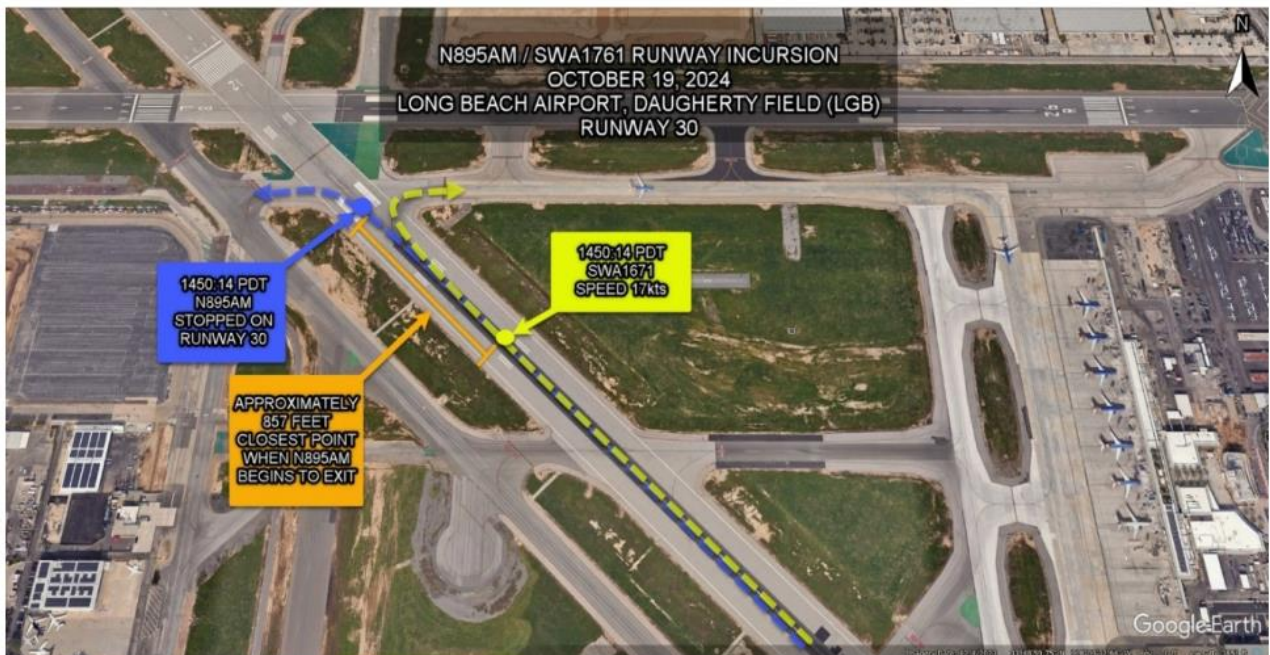 N895AM / SWA1761 RUNWAY INCURSION
OCTOBER 19, 2024
LONG BEACH AIRPORT, DAUGHERTY FIELD (LGB)
RUNWAY 30
N
1450:14 PDT
N895AM
STOPPED ON
RUNWAY 30
1450:14 PDT
SWA1671
SPEED 17kts
APPROXIMATELY
857 FEET
CLOSEST POINT
WHEN N895AM
BEGINS TO EXIT
Google Earth